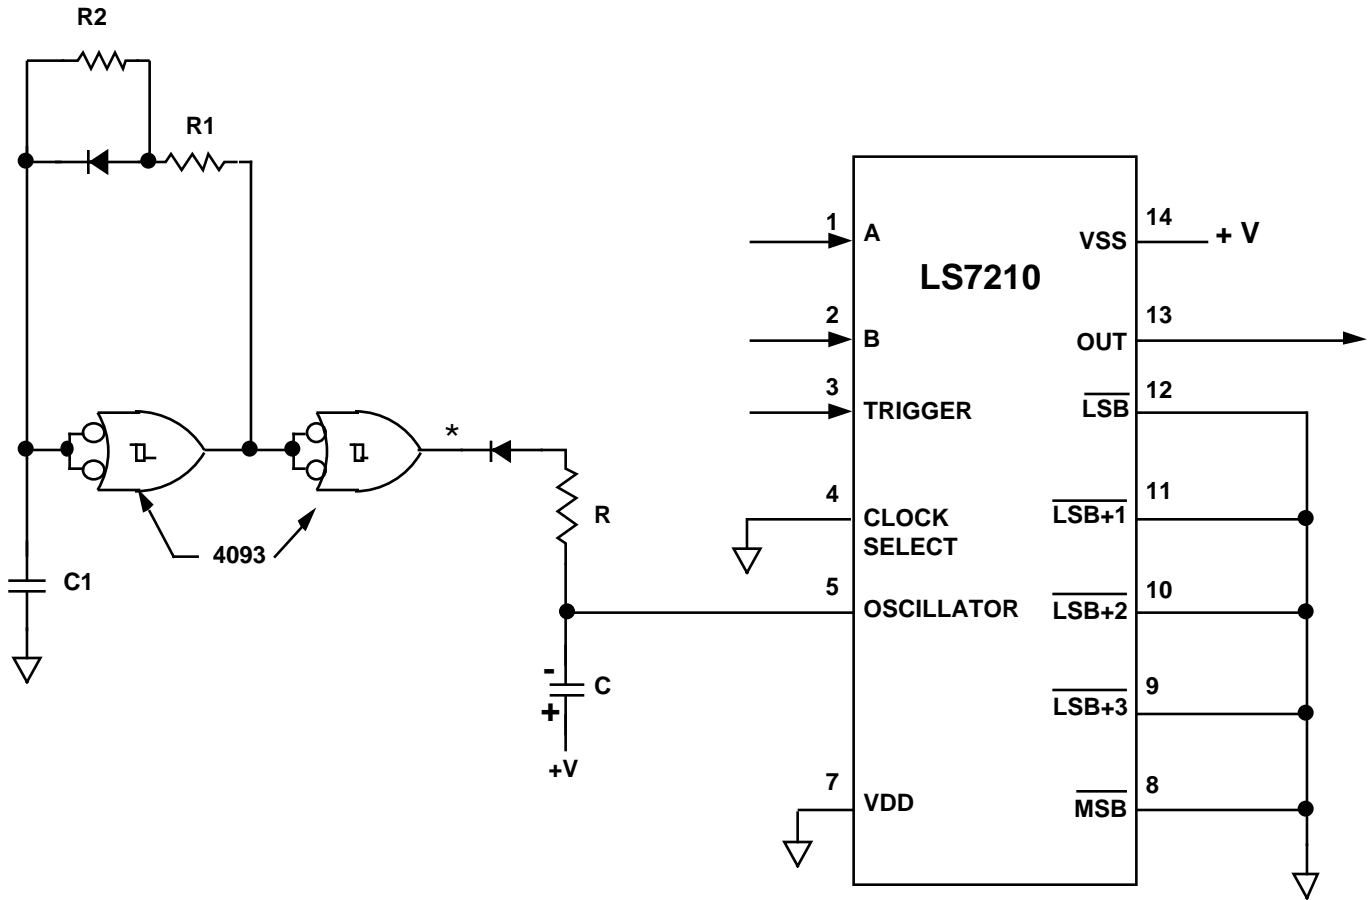 R2
R1
1
A
14
VSS
+ V
LS7210
2
B
13
OUT
3
TRIGGER
12
LSB
*
4
CLOCK
SELECT
11
LSB+1
R
4093
C1
5
OSCILLATOR
10
LSB+2
-
C
+
+V
9
LSB+3
7
VDD
8
MSB